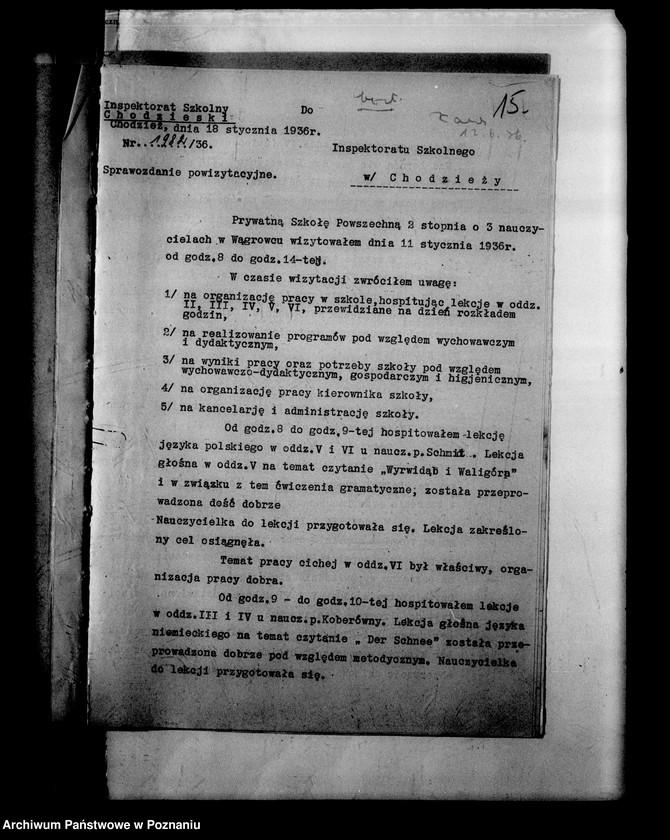 15.
Inspektorat Szkolny Do
Chodzieski
Chodzież, dnia 18 stycznia 1936r.
Nr. /36.
Inspektoratu Szkolnego
Sprawozdanie powizytacyjne.
w/ Chodzieży
Prywatną Szkołę Powszechną 2 stopnia o 3 nauczy-
cielach w Wągrowcu wizytowałem dnia 11 stycznia 1936r.
od godz.8 do godz.14-tej.
W czasie wizytacji zwróciłem uwagę:
1/ na organizację pracy w szkole,hospitując lekcje w oddz.
II, III, IV, V, VI, przewidziane na dzień rozkładem
godzin,
2/ na realizowanie programów pod względem wychowawczym
i dydaktycznym,
3/ na wyniki pracy oraz potrzeby szkoły pod względem
wychowawczo-dydaktycznym, gospodarczym i higjenicznym,
4/ na organizację pracy kierownika szkoły,
5/ na kancelarję i administrację szkoły.
Od godz.8 do godz.9-tej hospitowałem lekcję
języka polskiego w oddz.V i VI u naucz.p.Schmit. Lekcja
głośna w oddz.V na temat czytanie „Wyrwidąb i Waligóra"
i w związku z tem ćwiczenia gramatyczne; została przepro-
wadzona dość dobrze
Nauczycielka do lekcji przygotowała się. Lekcja zakreślo-
ny cel osiągnęła.
Temat pracy cichej w oddz.VI był właściwy, orga-
nizacja pracy dobra.
Od godz.9 - do godz.10-tej hospitowałem lekcje
w oddz.III i IV u naucz.p.Koberówny. Lekcja głośna języka
niemieckiego na temat czytanie „ Der Schnee" została prze-
prowadzona dobrze pod względem metodycznym. Nauczycielka
do lekcji przygotowała się.
Archiwum Państwowe w Poznaniu